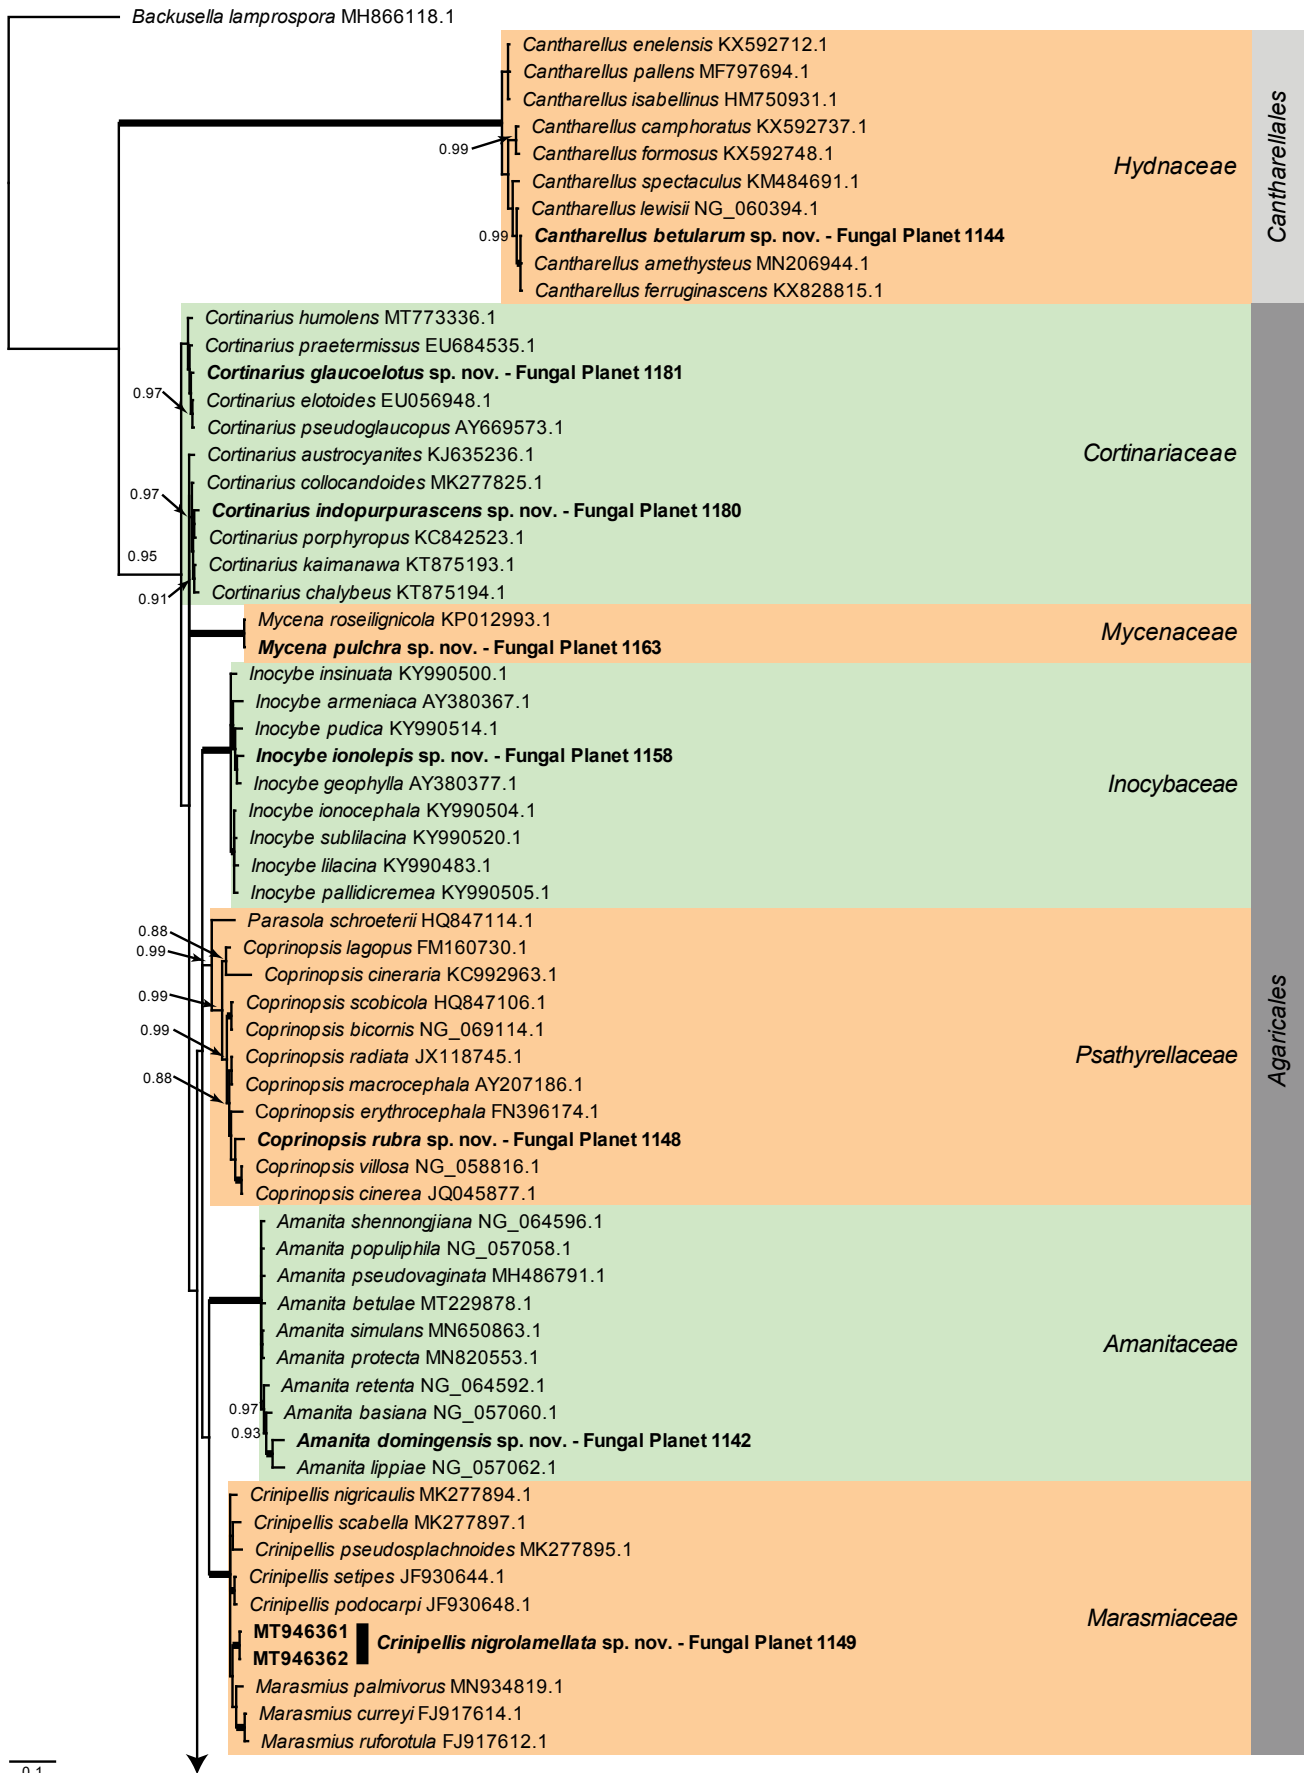 Backusella lamprospora MH866118.1
Cantharellus enelensis KX592712.1
Cantharellus pallens MF797694.1
Cantharellus isabellinus HM750931.1
Cantharellus camphoratus KX592737.1
0.99
Cantharellus formosus KX592748.1
Hydnaceae
Cantharellales
Cantharellus spectaculus KM484691.1
Cantharellus lewisii NG_060394.1
0.99
Cantharellus betularum sp. nov. - Fungal Planet 1144
Cantharellus amethysteus MN206944.1
Cantharellus ferruginascens KX828815.1
Cortinarius humolens MT773336.1
Cortinarius praetermissus EU684535.1
Cortinarius glaucoelotus sp. nov. - Fungal Planet 1181
0.97
Cortinarius elotoides EU056948.1
Cortinarius pseudoglaucopus AY669573.1
Cortinarius austrocyanites KJ635236.1
Cortinariaceae
Cortinarius collocandoides MK277825.1
0.97
Cortinarius indopurpurascens sp. nov. - Fungal Planet 1180
Cortinarius porphyropus KC842523.1
0.95
Cortinarius kaimanawa KT875193.1
0.91
Cortinarius chalybeus KT875194.1
Mycena roseilignicola KP012993.1
Mycenaceae
Mycena pulchra sp. nov. - Fungal Planet 1163
Inocybe insinuata KY990500.1
Inocybe armeniaca AY380367.1
Inocybe pudica KY990514.1
Inocybe ionolepis sp. nov. - Fungal Planet 1158
Inocybe geophylla AY380377.1
Inocybaceae
Inocybe ionocephala KY990504.1
Inocybe sublilacina KY990520.1
Inocybe lilacina KY990483.1
Inocybe pallidicremea KY990505.1
Parasola schroeterii HQ847114.1
0.88
Coprinopsis lagopus FM160730.1
0.99
Coprinopsis cineraria KC992963.1
0.99
Coprinopsis scobicola HQ847106.1
Coprinopsis bicornis NG_069114.1
0.99
Agaricales
Coprinopsis radiata JX118745.1
Psathyrellaceae
0.88
Coprinopsis macrocephala AY207186.1
Coprinopsis erythrocephala FN396174.1
Coprinopsis rubra sp. nov. - Fungal Planet 1148
Coprinopsis villosa NG_058816.1
Coprinopsis cinerea JQ045877.1
Amanita shennongjiana NG_064596.1
Amanita populiphila NG_057058.1
Amanita pseudovaginata MH486791.1
Amanita betulae MT229878.1
Amanita simulans MN650863.1
Amanitaceae
Amanita protecta MN820553.1
Amanita retenta NG_064592.1
0.97
Amanita basiana NG_057060.1
0.93
Amanita domingensis sp. nov. - Fungal Planet 1142
Amanita lippiae NG_057062.1
Crinipellis nigricaulis MK277894.1
Crinipellis scabella MK277897.1
Crinipellis pseudosplachnoides MK277895.1
Crinipellis setipes JF930644.1
Crinipellis podocarpi JF930648.1
Marasmiaceae
MT946361
Crinipellis nigrolamellata sp. nov. - Fungal Planet 1149
MT946362
Marasmius palmivorus MN934819.1
Marasmius curreyi FJ917614.1
Marasmius ruforotula FJ917612.1
0.1